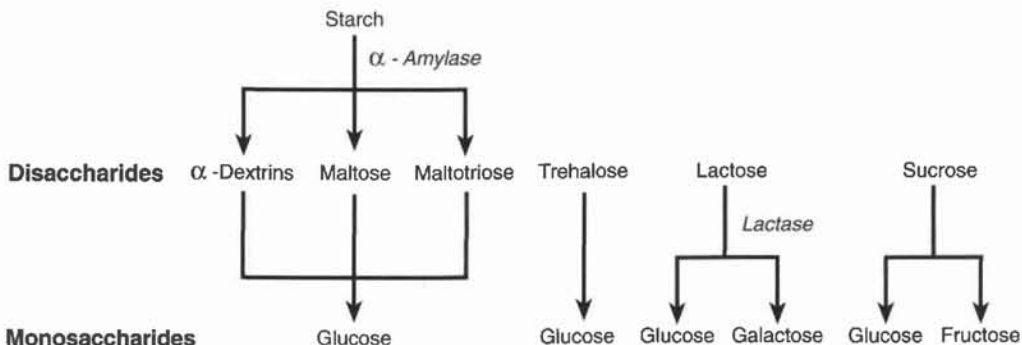 Starch
α - Amylase
Disaccharides α -Dextrins Maltose Maltotriose Trehalose Lactose Sucrose
Lactase
Monosaccharides Glucose Glucose Glucose Galactose Glucose Fructose